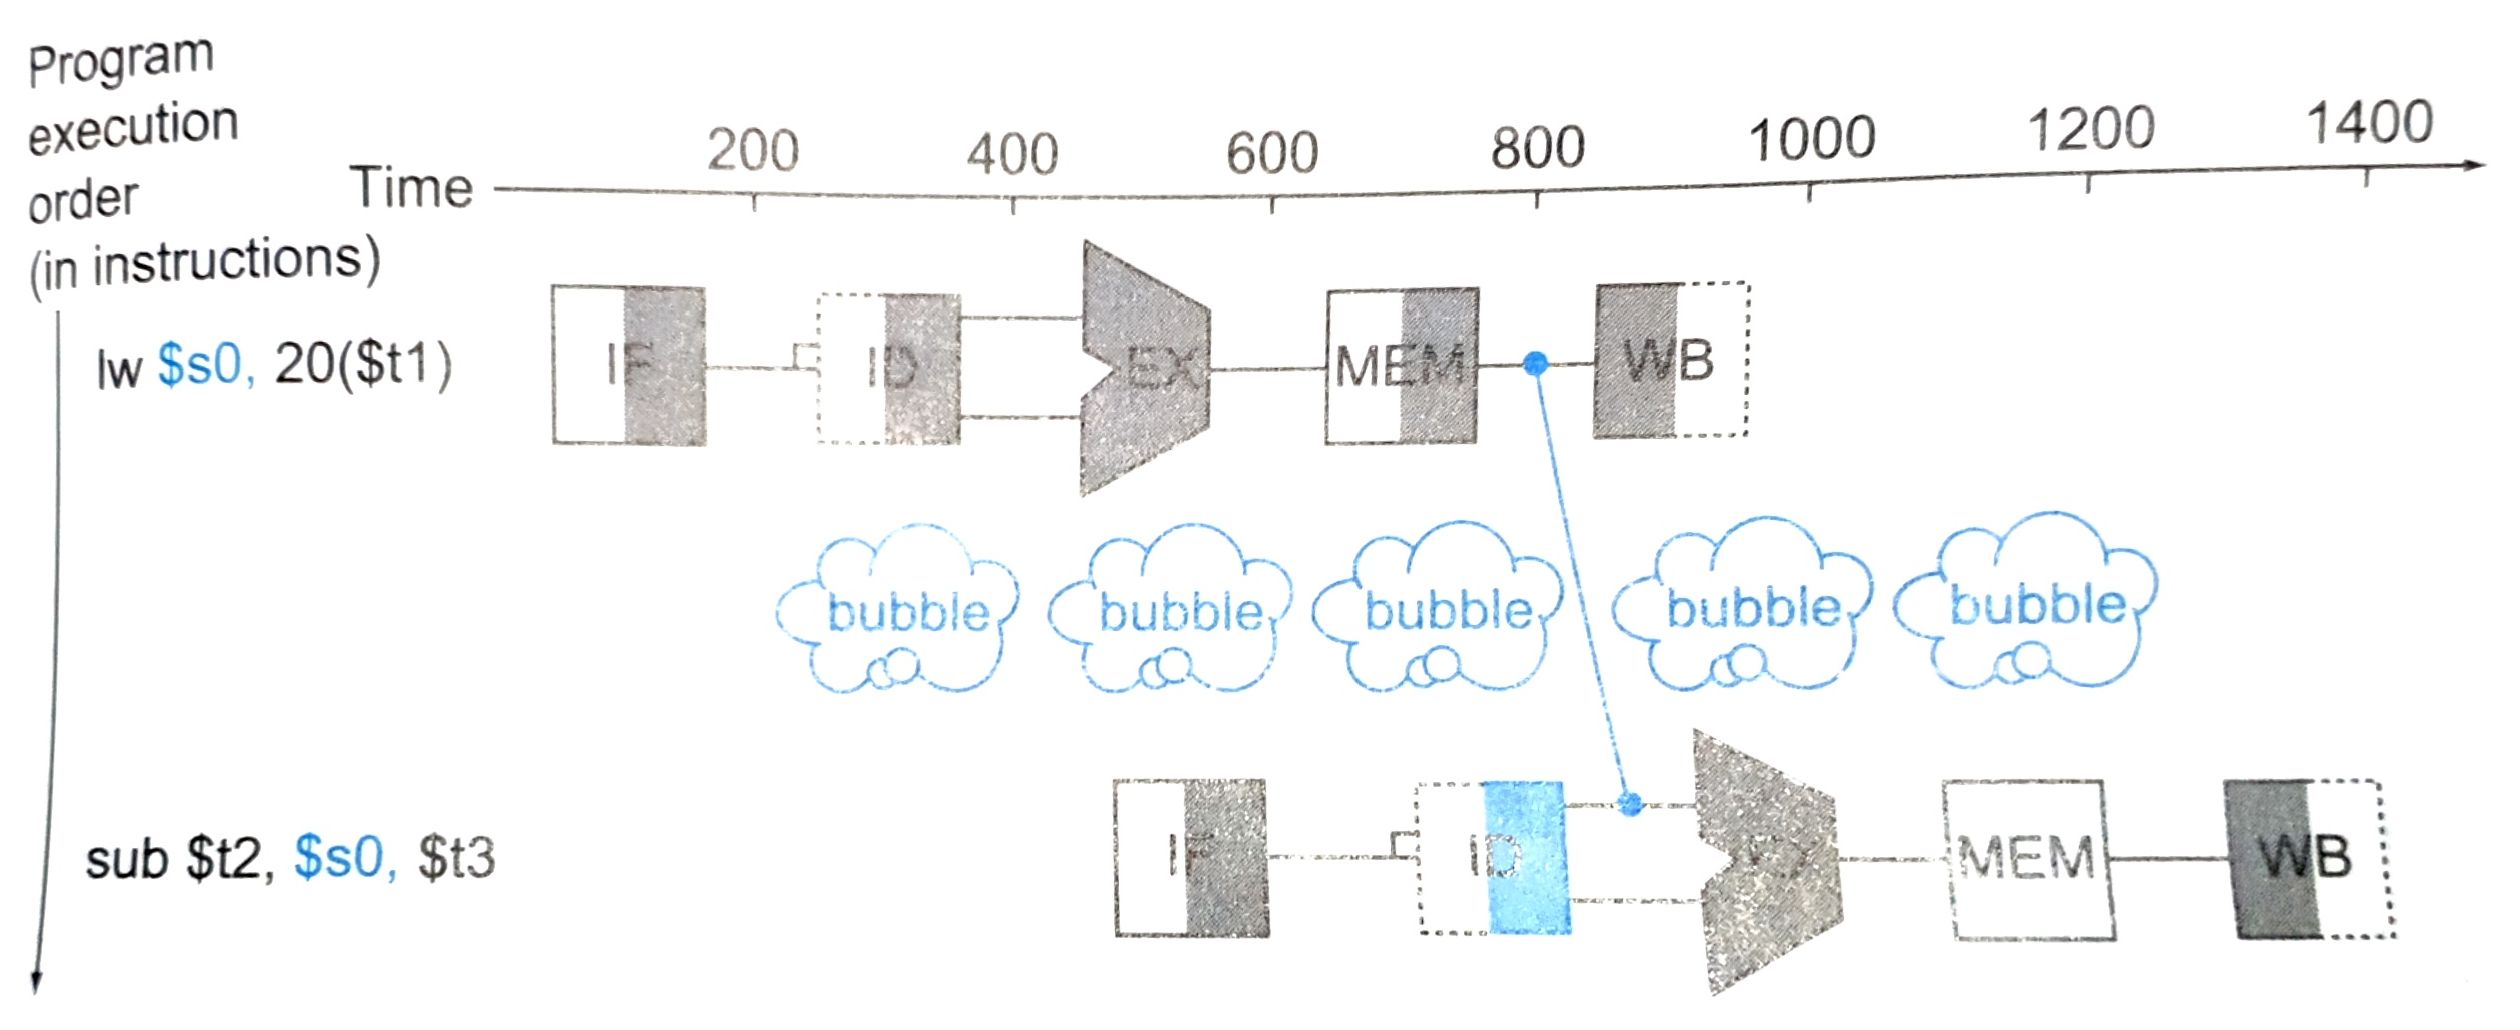 Program
execution
order
(in instructions)
Time
200 400 600 800 1000 1200 1400
lw $s0, 20($t1)
IF ID EX MEM WB
bubble bubble bubble bubble bubble
sub $t2, $s0, $t3
IF ID MEM WB